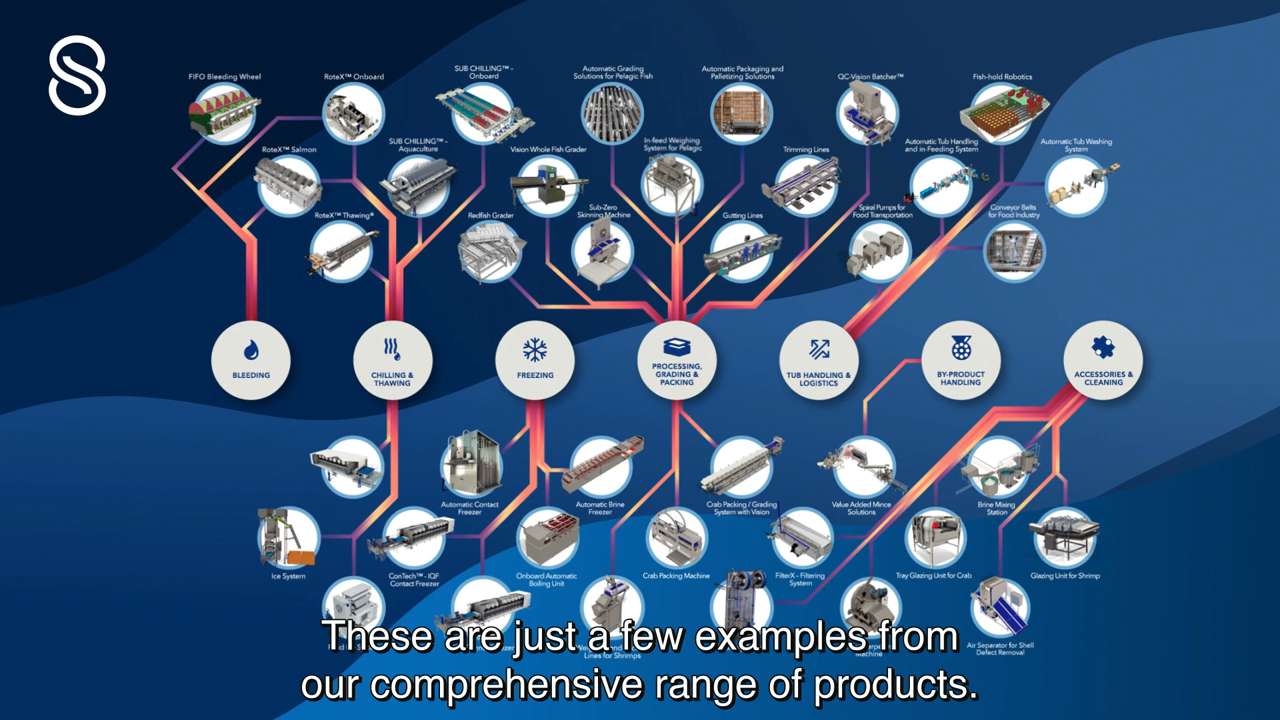 FIFO Bleeding Wheel
RoteX™ Onboard
SUB CHILLING™ –
Onboard
Automatic Grading
Solutions for Pelagic Fish
Automatic Packaging and
Palletizing Solutions
QC-Vision Batcher™
Fish-hold Robotics
RoteX™ Salmon
SUB CHILLING™ –
Aquaculture
Vision Whole Fish Grader
In-feed Weighing
System for Pelagic
Trimming Lines
Automatic Tub Handling
and in-Feeding System
Automatic Tub Washing
System
RoteX™ Thawing®
Redfish Grader
Sub-Zero
Skinning Machine
Gutting Lines
Spiral Pumps for
Food Transportation
Conveyor Belts
for Food Industry
BLEEDING
CHILLING &
THAWING
FREEZING
PROCESSING,
GRADING &
PACKING
TUB HANDLING &
LOGISTICS
BY-PRODUCT
HANDLING
ACCESSORIES &
CLEANING
Automatic Contact
Freezer
Automatic Brine
Freezer
Crab Packing / Grading
System with Vision
Value Added Mince
Solutions
Brine Mixing
Station
Ice System
ConTech™ - IQF
Contact Freezer
Onboard Automatic
Boiling Unit
Crab Packing Machine
FilterX - Filtering
System
Tray Glazing Unit for Crab
Glazing Unit for Shrimp
Lines for Shrimps
Machine
Air Separator for Shell
Defect Removal
These are just a few examples from
our comprehensive range of products.